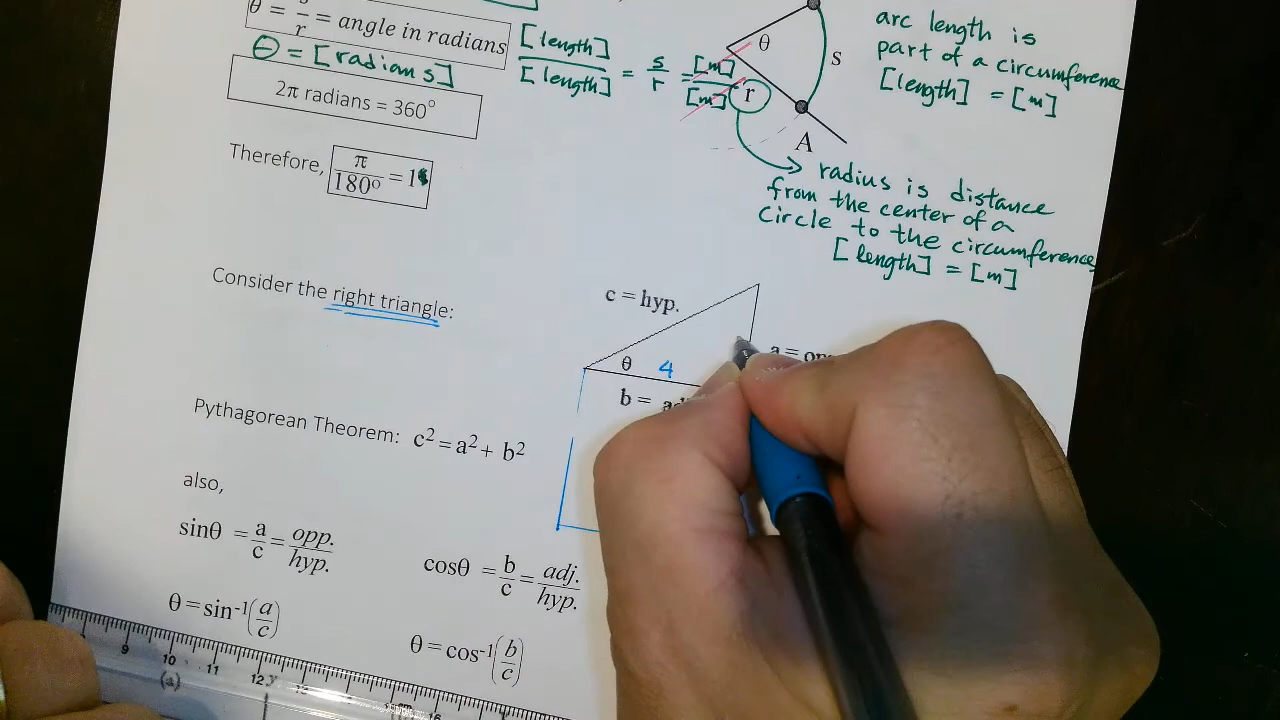 θ = s/r = angle in radians
θ = [radians]
[length]/[length] = s/r = [m]/[m]
2π radians = 360°
Therefore, π/180° = 1
θ
s
r
A
arc length is
part of a circumference
[length] = [m]
radius is distance
from the center of a
circle to the circumference
[length] = [m]
Consider the right triangle:
c = hyp.
θ 4
a = opp
b = adj
Pythagorean Theorem: c² = a² + b²
also,
sinθ = a/c = opp./hyp.
cosθ = b/c = adj./hyp.
θ = sin⁻¹(a/c)
θ = cos⁻¹(b/c)
9 10 11 12
(a)
y